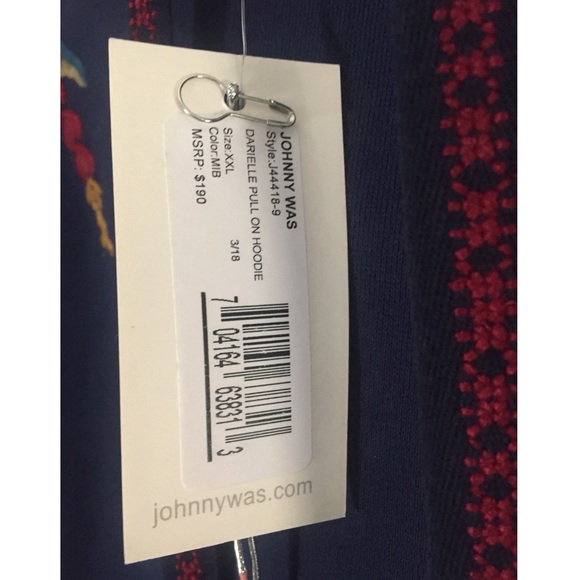 JOHNNY WAS
Style:J44418-9
DARIELLE PULL ON HOODIE
3/18
Size:XXL
Color:MIB
MSRP: $190
7 04164 63831 3
johnnywas.com